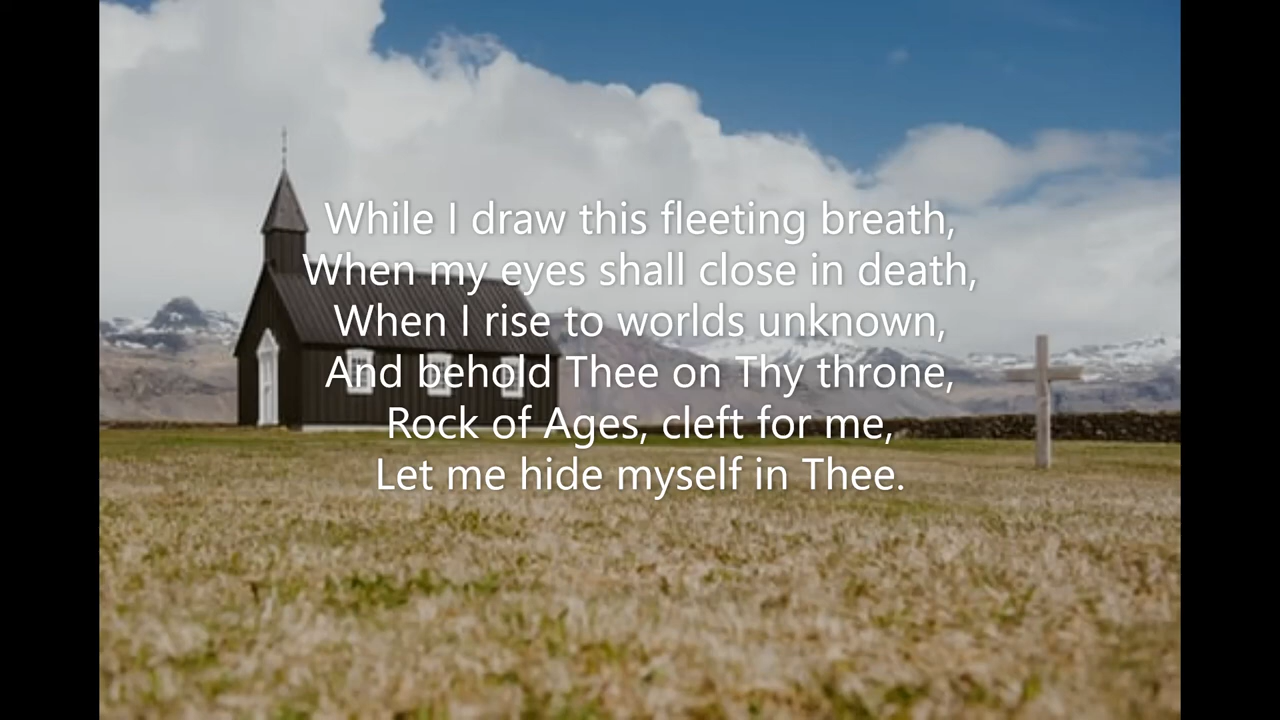 While I draw this fleeting breath,
When my eyes shall close in death,
When I rise to worlds unknown,
And behold Thee on Thy throne,
Rock of Ages, cleft for me,
Let me hide myself in Thee.